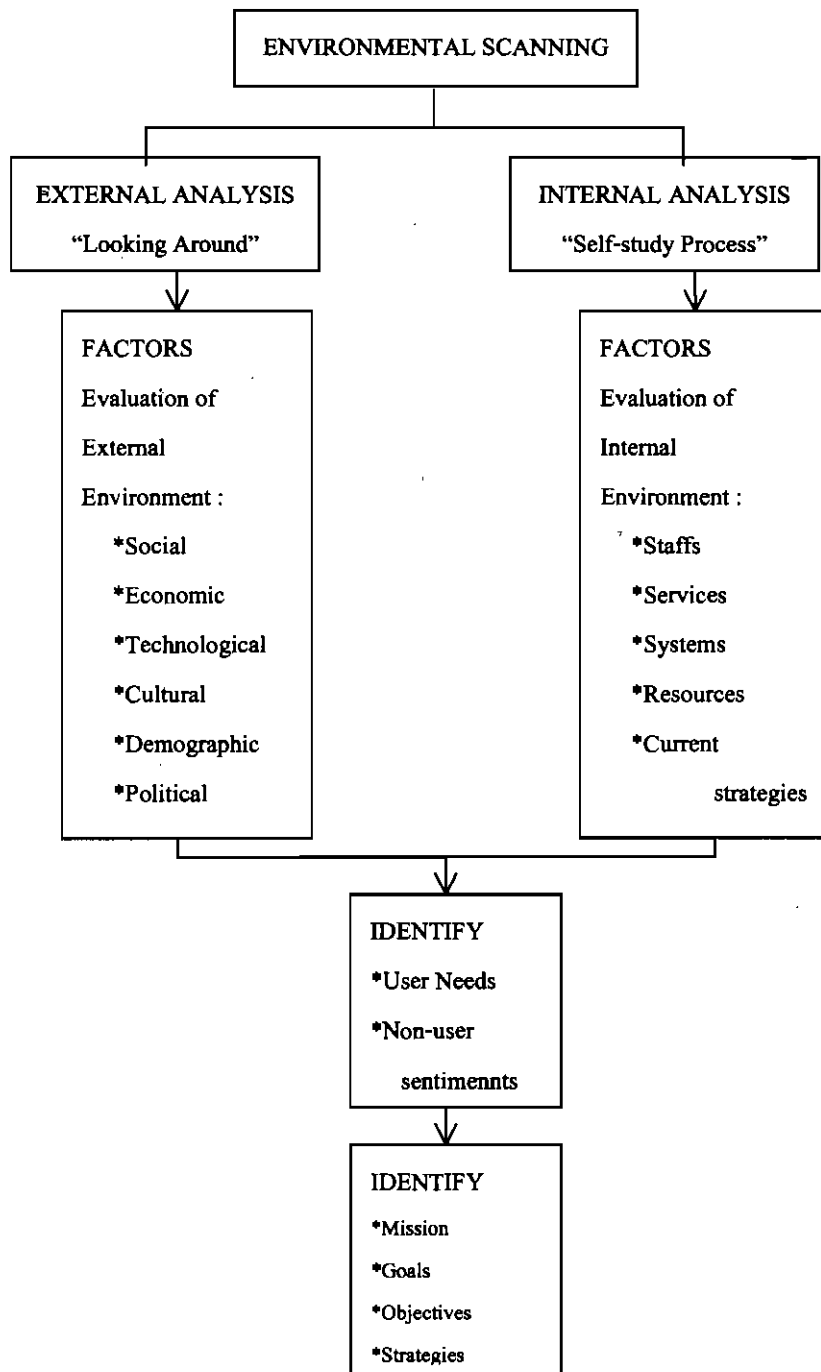 ENVIRONMENTAL SCANNING
EXTERNAL ANALYSIS
“Looking Around”
INTERNAL ANALYSIS
“Self-study Process”
FACTORS
Evaluation of
External
Environment :
*Social
*Economic
*Technological
*Cultural
*Demographic
*Political
FACTORS
Evaluation of
Internal
Environment :
*Staffs
*Services
*Systems
*Resources
*Current
strategies
IDENTIFY
*User Needs
*Non-user
sentimennts
IDENTIFY
*Mission
*Goals
*Objectives
*Strategies